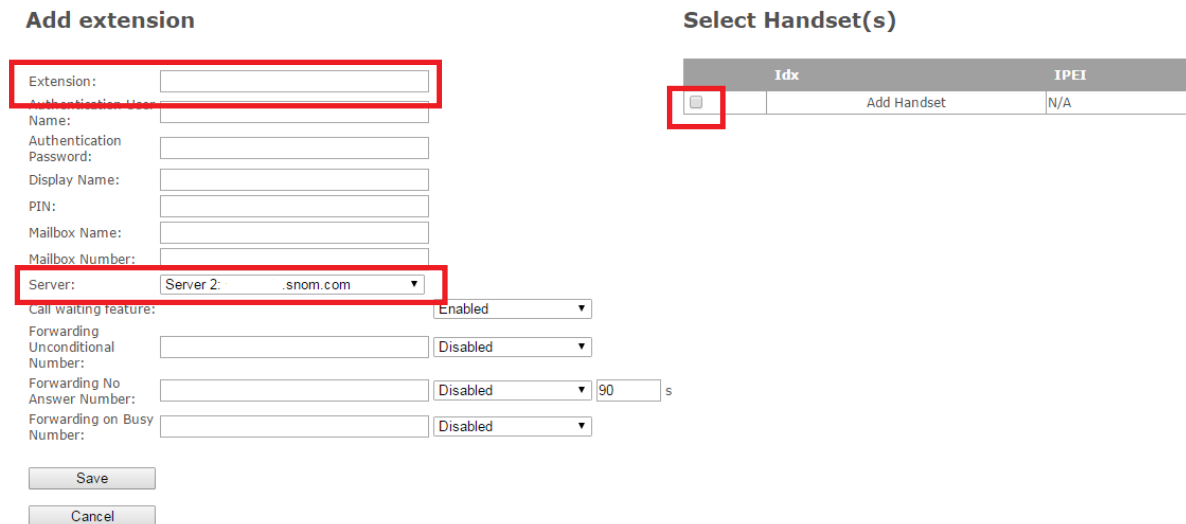 Add extension
Select Handset(s)
Extension:
Idx
IPEI
Authentication User
Name:
Add Handset
N/A
Authentication
Password:
Display Name:
PIN:
Mailbox Name:
Mailbox Number:
Server:
Server 2:
.snom.com
Call waiting feature:
Enabled
Forwarding
Unconditional
Number:
Disabled
Forwarding No
Answer Number:
Disabled
90
s
Forwarding on Busy
Number:
Disabled
Save
Cancel